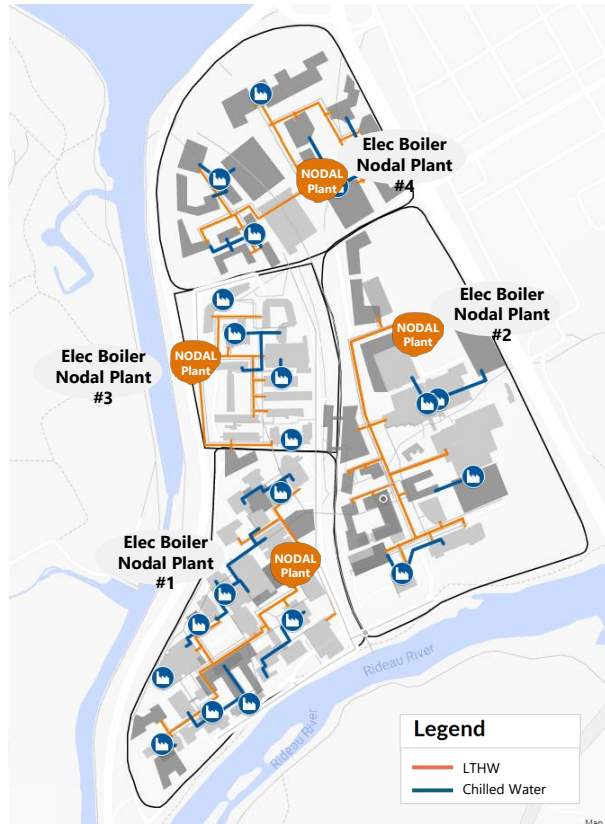 Elec Boiler
Nodal Plant
#4
NODAL
Plant
Elec Boiler
Nodal Plant
#2
NODAL
Plant
Elec Boiler
Nodal Plant
#3
NODAL
Plant
Elec Boiler
Nodal Plant
#1
NODAL
Plant
Rideau River
Rideau River
Legend
LTHW
Chilled Water
Map